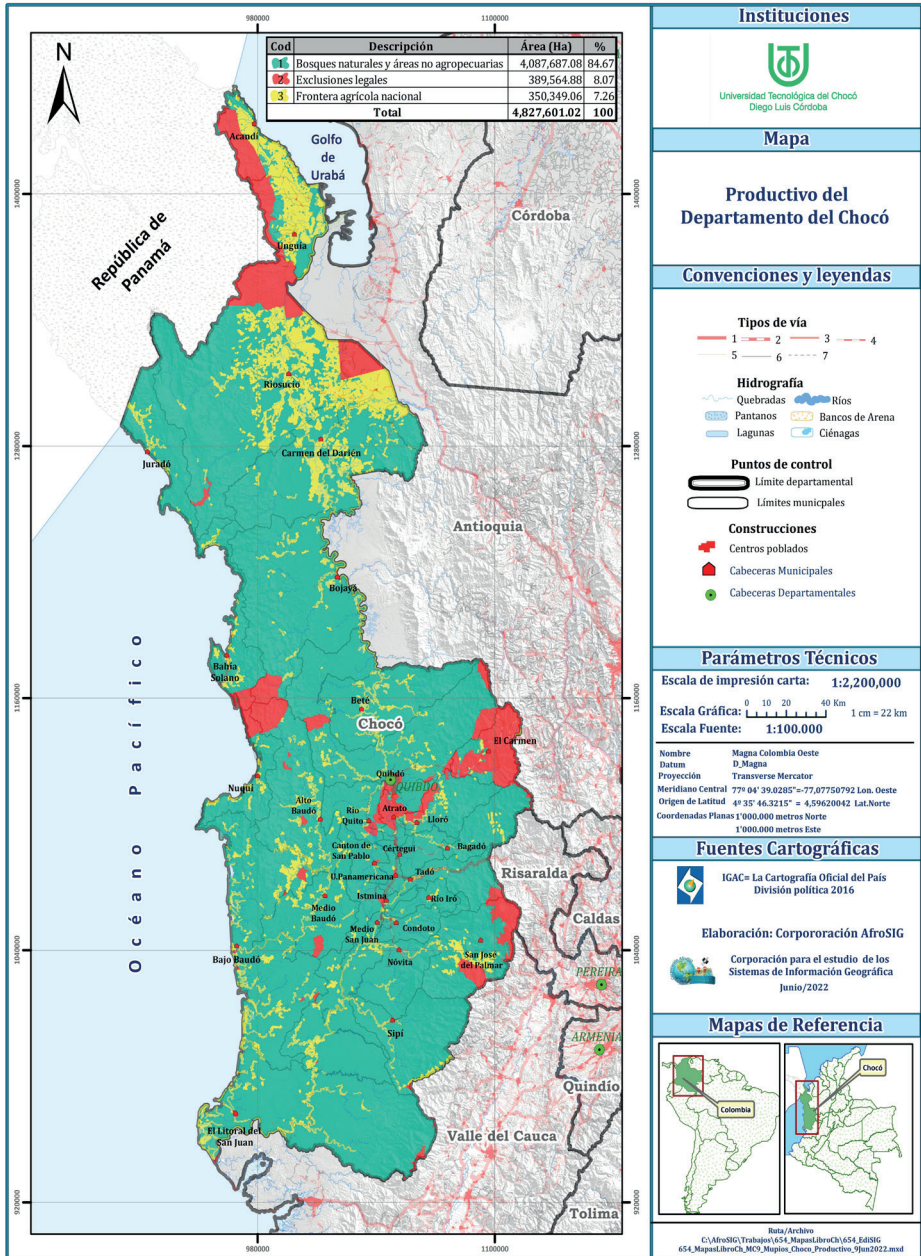 980000
1100000
N
Cod Descripción Área (Ha) %
1 Bosques naturales y áreas no agropecuarias 4,087,687.08 84.67
2 Exclusiones legales 389,564.88 8.07
3 Frontera agrícola nacional 350,349.06 7.26
Total 4,827,601.02 100
Acandí
Golfo
de
Urabá
1400000
1400000
Córdoba
República de
Panamá
Unguía
Riosucio
1280000
1280000
Carmen del Darién
Juradó
Antioquia
Bojayá
Océano Pacífico
Bahía
Solano
1160000
1160000
Beté
Chocó
El Carmen
Quibdó
QUIBDÓ
Nuquí
Alto
Baudó
Río
Quito
Atrato
Lloró
Canton de
San Pablo
Cértegui
Bagadó
U.Panamericana
Tadó
Risaralda
Istmina
Río Iró
Medio
Baudó
Caldas
Medio
San Juan
Condoto
1040000
1040000
Bajo Baudó
Nóvita
San José
del Palmar
PEREIRA
Sipí
ARMENIA
Quindío
El Litoral del
San Juan
Valle del Cauca
920000
920000
Tolima
980000
1100000
Instituciones
Universidad Tecnológica del Chocó
Diego Luis Córdoba
Mapa
Productivo del
Departamento del Chocó
Convenciones y leyendas
Tipos de vía
1 2 3 4
5 6 7
Hidrografía
Quebradas Ríos
Pantanos Bancos de Arena
Lagunas Ciénagas
Puntos de control
Límite departamental
Límites municpales
Construcciones
Centros poblados
Cabeceras Municipales
Cabeceras Departamentales
Parámetros Técnicos
Escala de impresión carta: 1:2,200,000
Escala Gráfica: 0 10 20 40 Km 1 cm = 22 km
Escala Fuente: 1:100.000
Nombre Magna Colombia Oeste
Datum D_Magna
Proyección Transverse Mercator
Meridiano Central 77º 04' 39.0285"=-77,07750792 Lon. Oeste
Origen de Latitud 4º 35' 46.3215" = 4,59620042 Lat.Norte
Coordenadas Planas 1'000.000 metros Norte
1'000.000 metros Este
Fuentes Cartográficas
IGAC= La Cartografía Oficial del País
División política 2016
Elaboración: Corpororación AfroSIG
Corporación para el estudio de los
Sistemas de Información Geográfica
Junio/2022
Mapas de Referencia
Colombia
Chocó
Ruta/Archivo
C:\AfroSIG\Trabajos\654_MapasLibroCh\654_EdiSIG
654_MapasLibroCh_MC9_Mupios_Choco_Productivo_9Jun2022.mxd